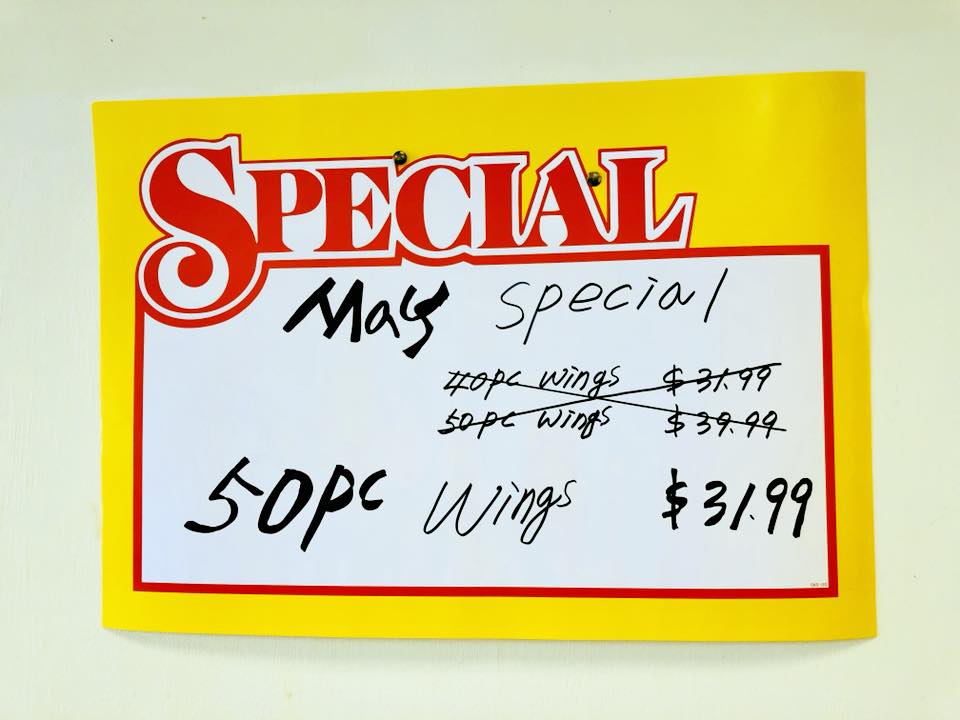 SPECIAL
May Special
40pc wings $31.99
50pc wings $39.99
50pc Wings $31.99